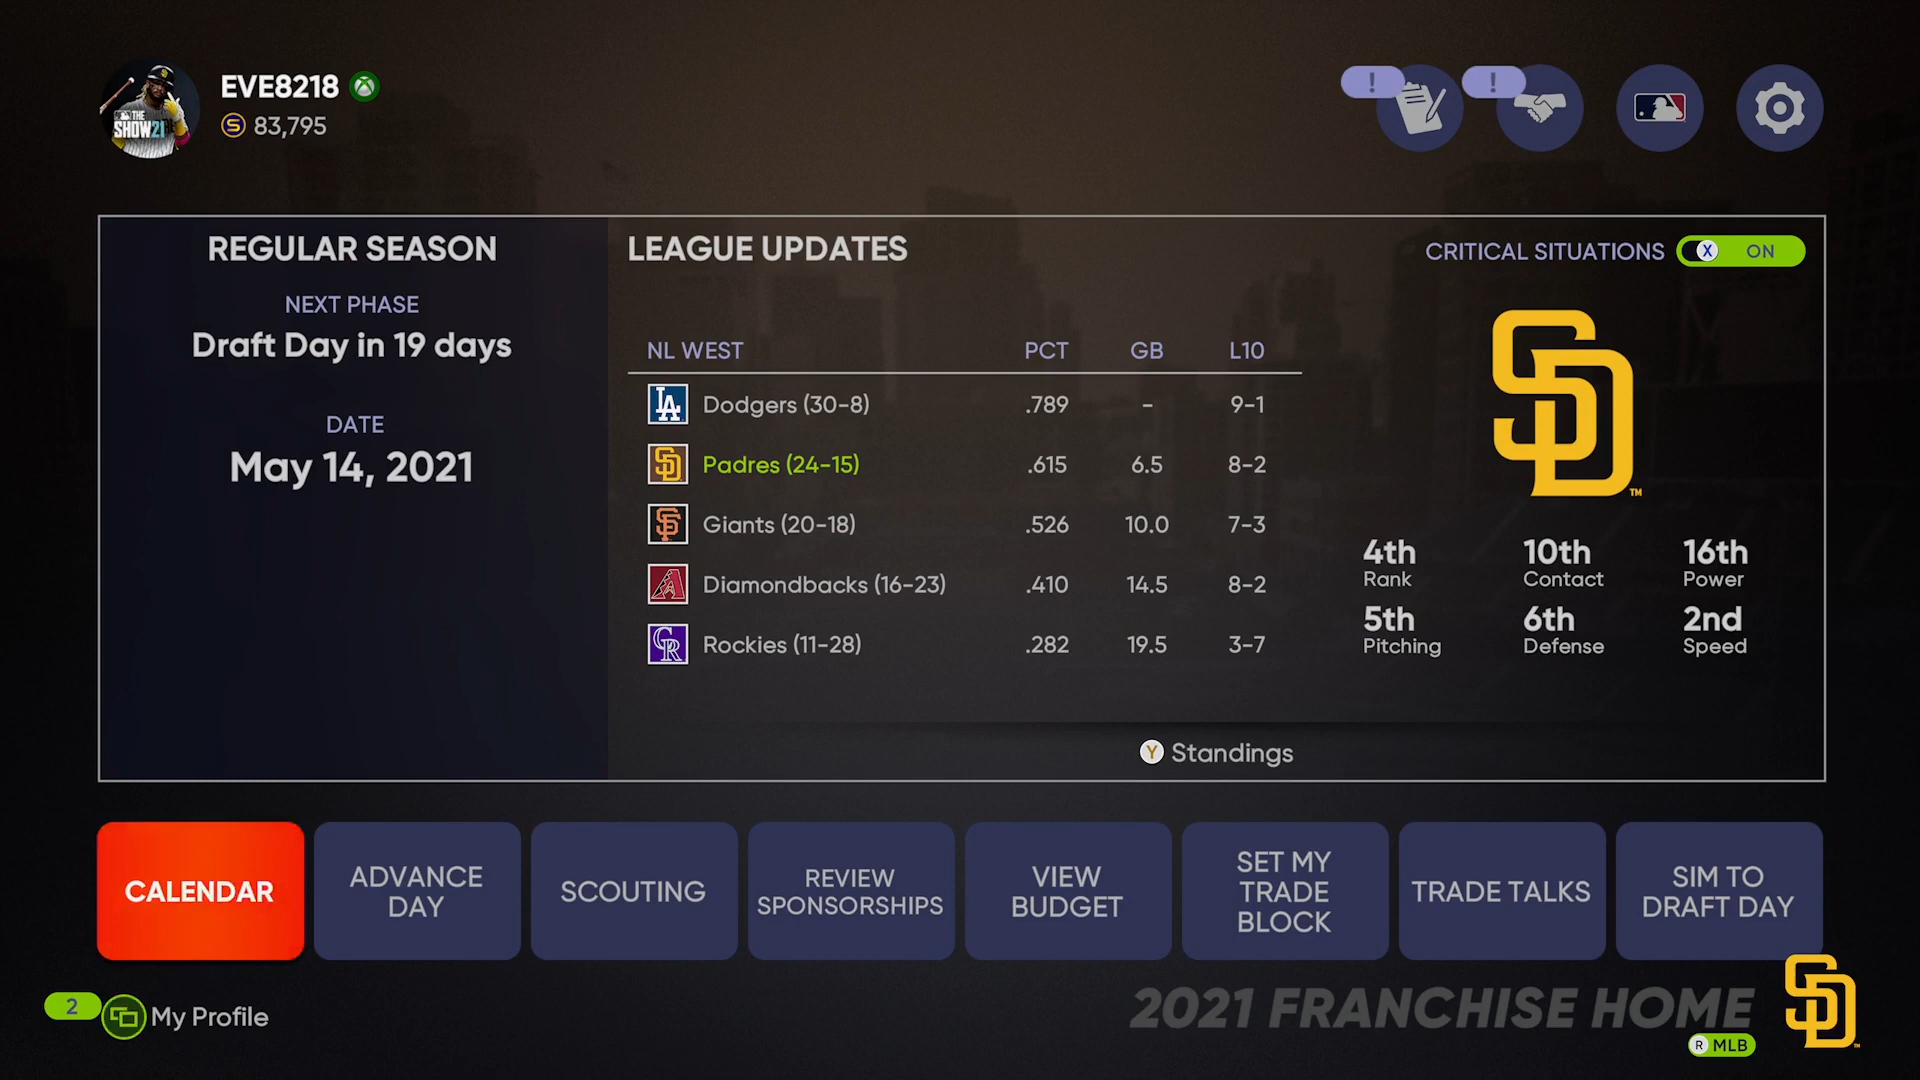 EVE8218
83,795
THE
SHOW21
!
!
REGULAR SEASON
NEXT PHASE
Draft Day in 19 days
DATE
May 14, 2021
LEAGUE UPDATES
CRITICAL SITUATIONS X ON
NL WEST PCT GB L10
Dodgers (30-8) .789 - 9-1
Padres (24-15) .615 6.5 8-2
Giants (20-18) .526 10.0 7-3
Diamondbacks (16-23) .410 14.5 8-2
Rockies (11-28) .282 19.5 3-7
Y Standings
SD™
4th 10th 16th
Rank Contact Power
5th 6th 2nd
Pitching Defense Speed
CALENDAR
ADVANCE
DAY
SCOUTING
REVIEW
SPONSORSHIPS
VIEW
BUDGET
SET MY
TRADE
BLOCK
TRADE TALKS
SIM TO
DRAFT DAY
2 My Profile
2021 FRANCHISE HOME
R MLB
SD